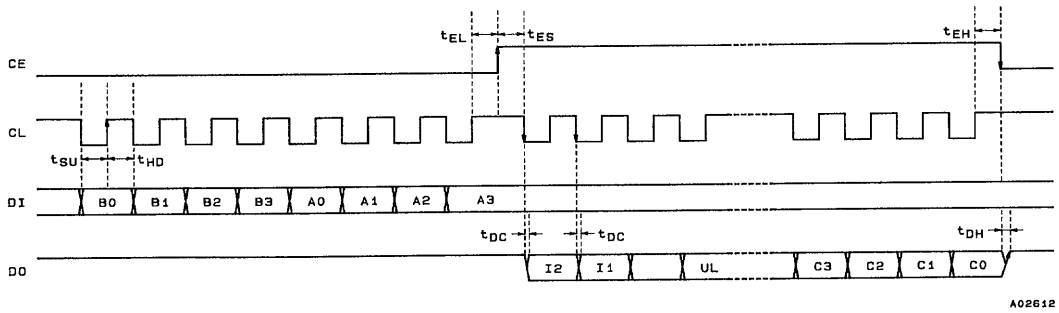 tEL tES tEH
CE
CL
tSU tHD
DI B0 B1 B2 B3 A0 A1 A2 A3
tDC tDC tDH
DO I2 I1 UL C3 C2 C1 C0
A02612